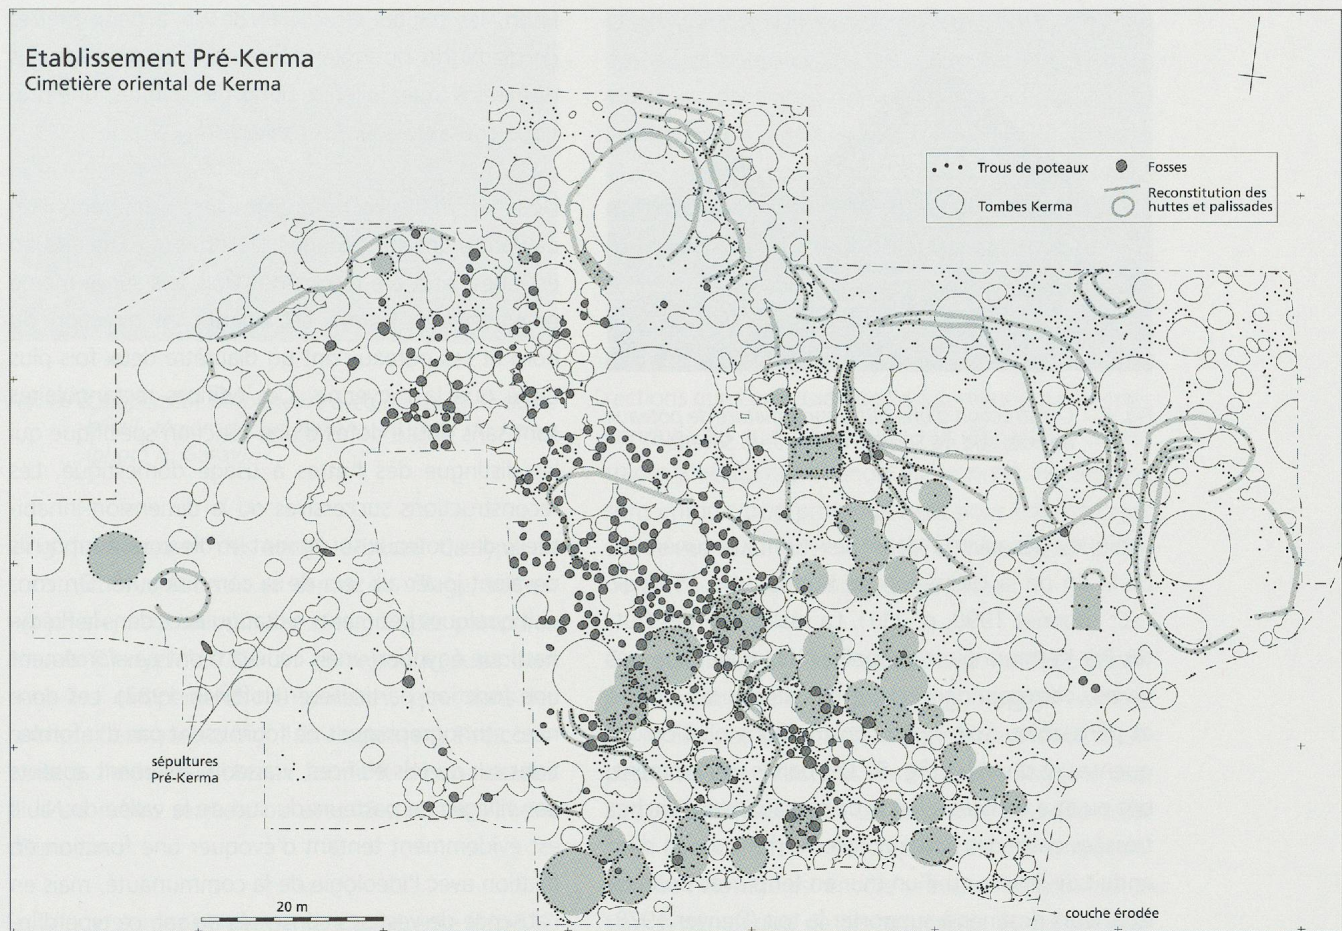 Etablissement Pré-Kerma
Cimetière oriental de Kerma
Trous de poteaux
Fosses
Tombes Kerma
Reconstitution des
huttes et palissades
sépultures
Pré-Kerma
20 m
couche érodée